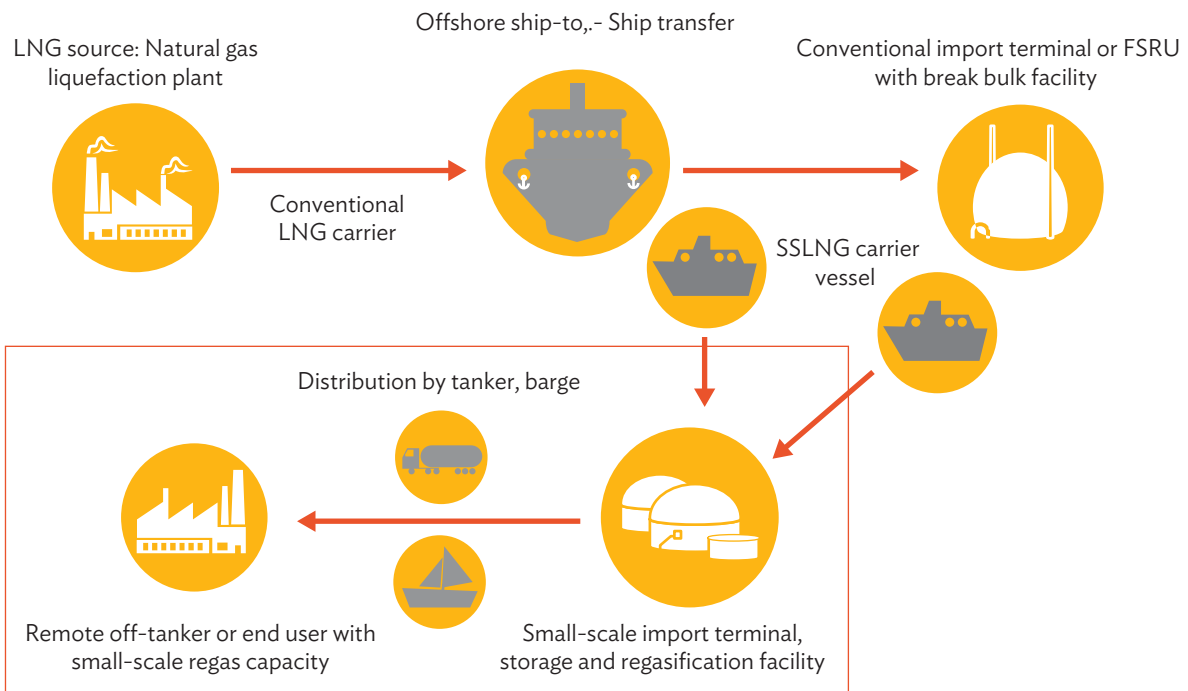 Offshore ship-to,.- Ship transfer
LNG source: Natural gas
liquefaction plant
Conventional import terminal or FSRU
with break bulk facility
Conventional
LNG carrier
SSLNG carrier
vessel
Distribution by tanker, barge
Remote off-tanker or end user with
small-scale regas capacity
Small-scale import terminal,
storage and regasification facility